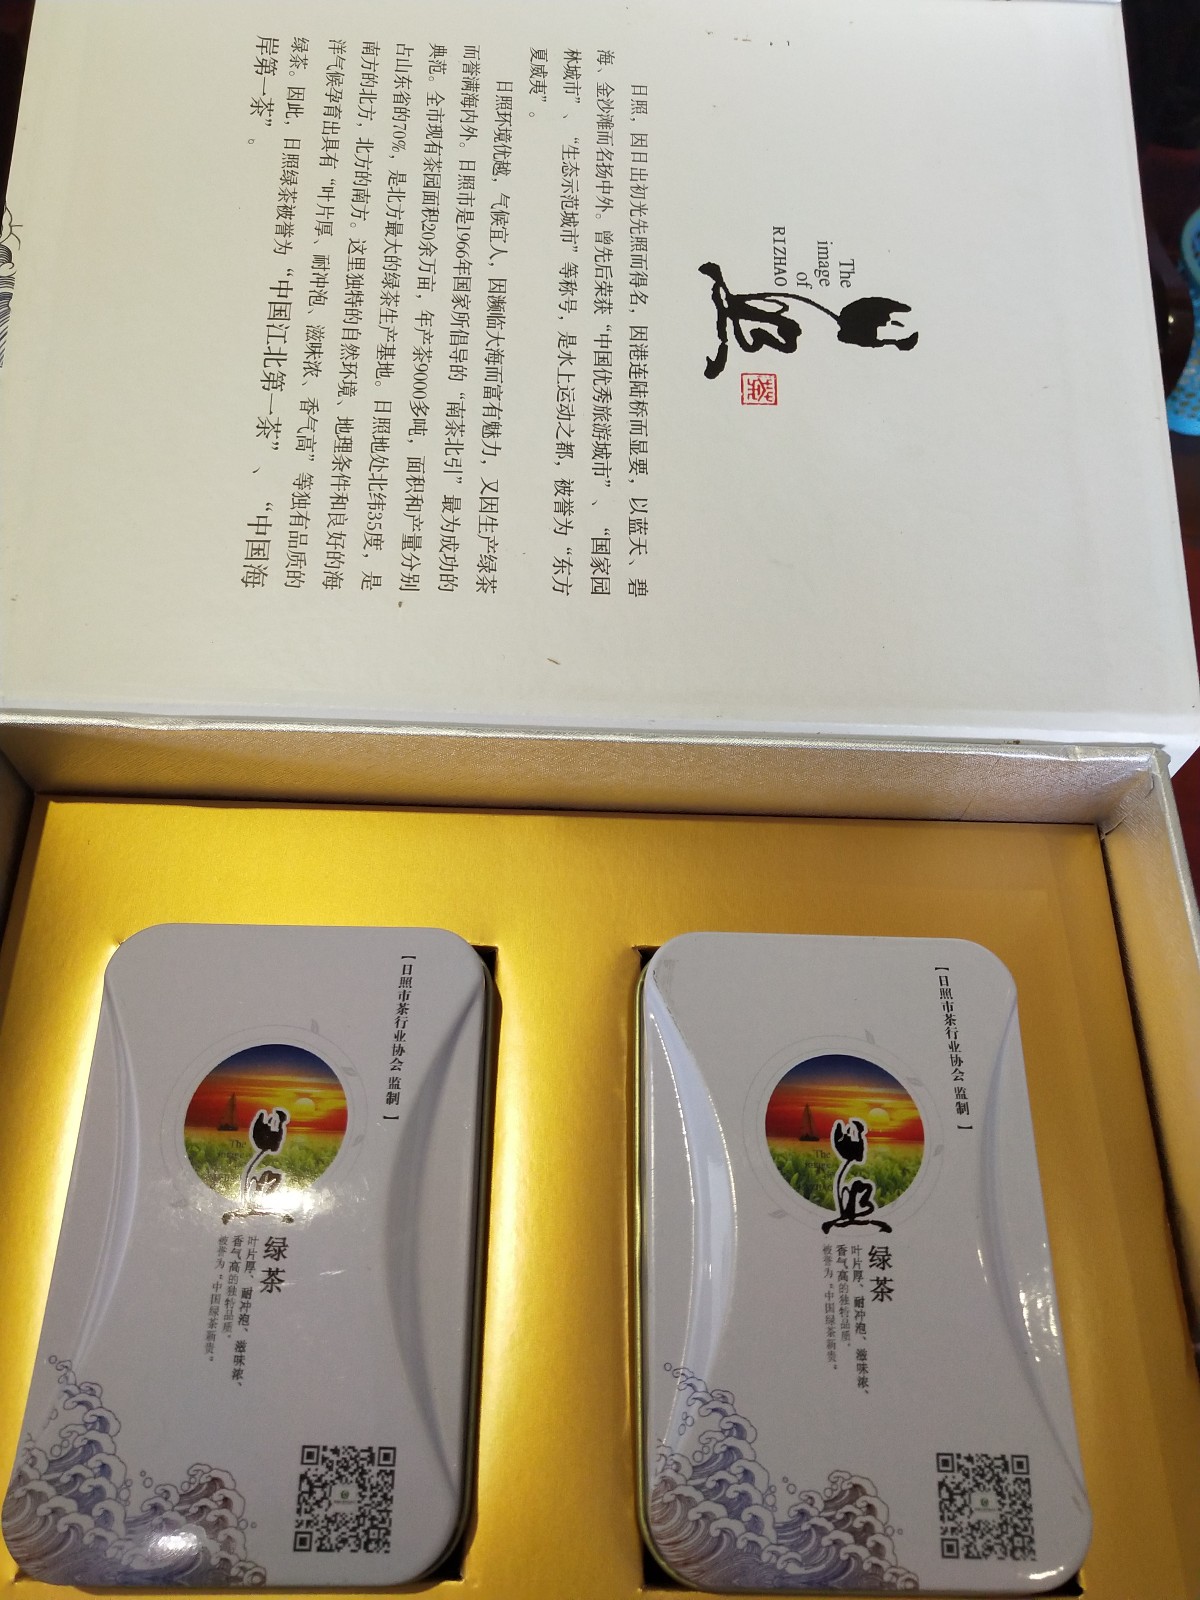 日照
The
image
of
RIZHAO
茶
日照，因日出初光先照而得名，因港连陆桥而显要，以蓝天、碧
海、金沙滩而名扬中外。曾先后荣获“中国优秀旅游城市”、“国家园
林城市”、“生态示范城市”等称号，是水上运动之都，被誉为“东方
夏威夷”。
日照环境优越，气候宜人，因濒临大海而富有魅力，又因生产绿茶
而誉满海内外。日照市是1966年国家所倡导的“南茶北引”最为成功的
典范。全市现有茶园面积20余万亩，年产茶9000多吨，面积和产量分别
占山东省的70%，是北方最大的绿茶生产基地。日照地处北纬35度，是
南方的北方，北方的南方。这里独特的自然环境、地理条件和良好的海
洋气候孕育出具有“叶片厚、耐冲泡、滋味浓、香气高”等独有品质的
绿茶。因此，日照绿茶被誉为“中国江北第一茶”、“中国海
岸第一茶”。
【日照市茶行业协会 监制】
The
image
日照
绿茶
叶片厚、耐冲泡、滋味浓、
香气高的独特品质，
被誉为“中国绿茶新贵”
【日照市茶行业协会 监制】
The
image
日照
绿茶
叶片厚、耐冲泡、滋味浓、
香气高的独特品质，
被誉为“中国绿茶新贵”